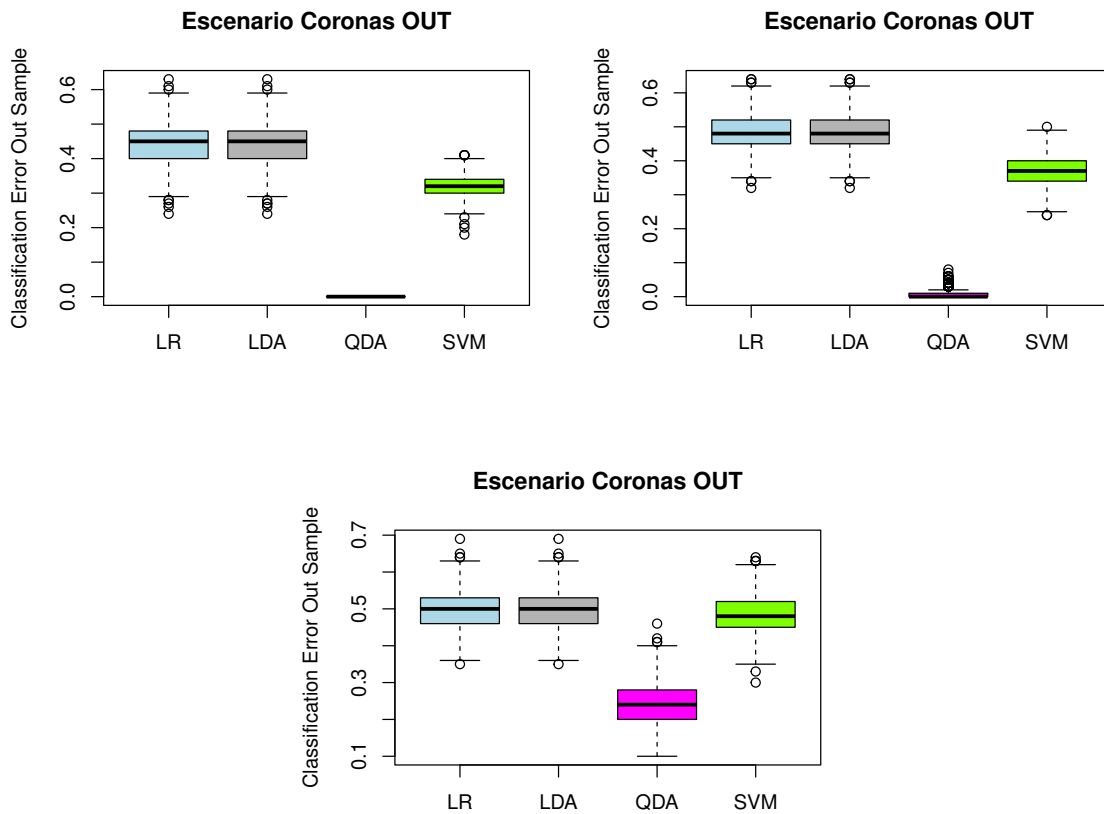 Escenario Coronas OUT
Classification Error Out Sample
0.6
0.4
0.2
0.0
LR LDA QDA SVM
Escenario Coronas OUT
Classification Error Out Sample
0.6
0.4
0.2
0.0
LR LDA QDA SVM
Escenario Coronas OUT
Classification Error Out Sample
0.7
0.5
0.3
0.1
LR LDA QDA SVM